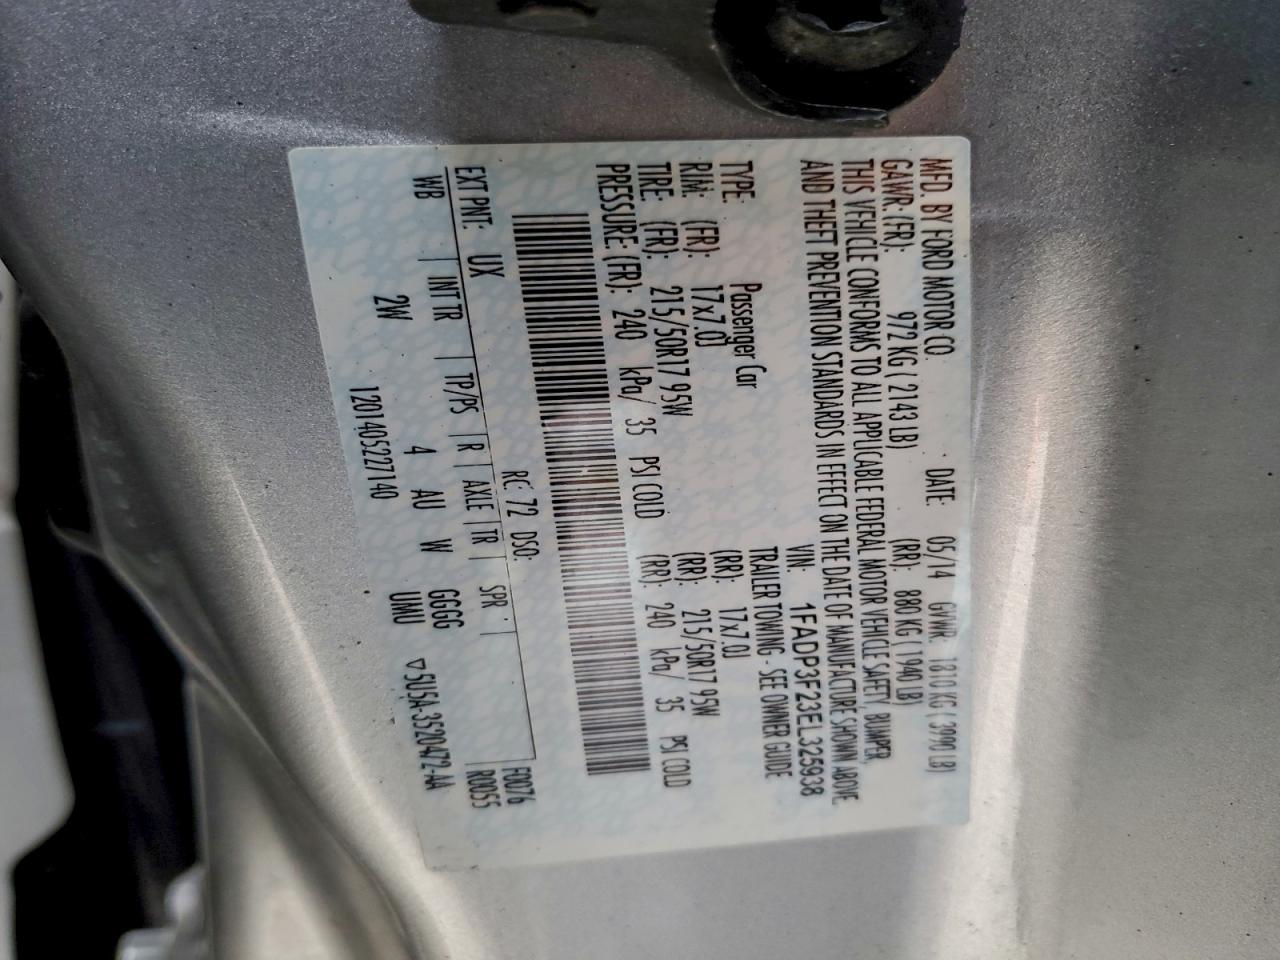 MFD. BY FORD MOTOR CO. DATE: 05/14 GVWR: 1810 KG ( 3990 LB)
GAWR: (FR): 972 KG ( 2143 LB) (RR): 880 KG ( 1940 LB)
THIS VEHICLE CONFORMS TO ALL APPLICABLE FEDERAL MOTOR VEHICLE SAFETY, BUMPER,
AND THEFT PREVENTION STANDARDS IN EFFECT ON THE DATE OF MANUFACTURE SHOWN ABOVE.
VIN: 1FADP3F23EL325938
TYPE: Passenger Car TRAILER TOWING - SEE OWNER GUIDE
RIM: (FR): 17x7.0J (RR): 17x7.0J
TIRE: (FR): 215/50R17 95W (RR): 215/50R17 95W
PRESSURE: (FR): 240 kPa/ 35 PSI COLD (RR): 240 kPa/ 35 PSI COLD
F0076
R0055
EXT PNT: UX RC: 72 DSO:
WB | INT TR | TP/PS | R | AXLE | TR | SPR |
2W 4 AU W GGGG
UMU
1201405227140 ▽5U5A-3520472-AA